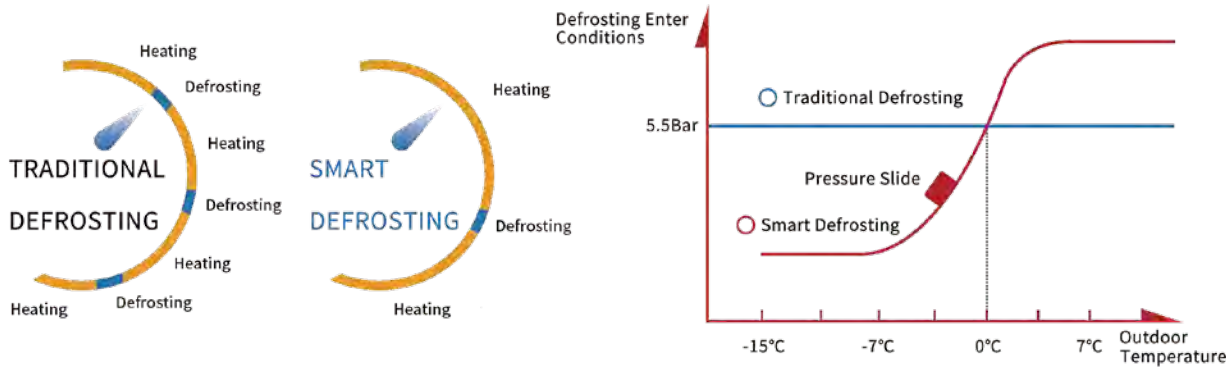 Heating
Defrosting
Heating
TRADITIONAL
DEFROSTING
Defrosting
Heating
Defrosting
Heating
Heating
SMART
DEFROSTING
Defrosting
Heating
Defrosting Enter
Conditions
Traditional Defrosting
5.5Bar
Pressure Slide
Smart Defrosting
-15°C
-7°C
0°C
7°C
Outdoor
Temperature